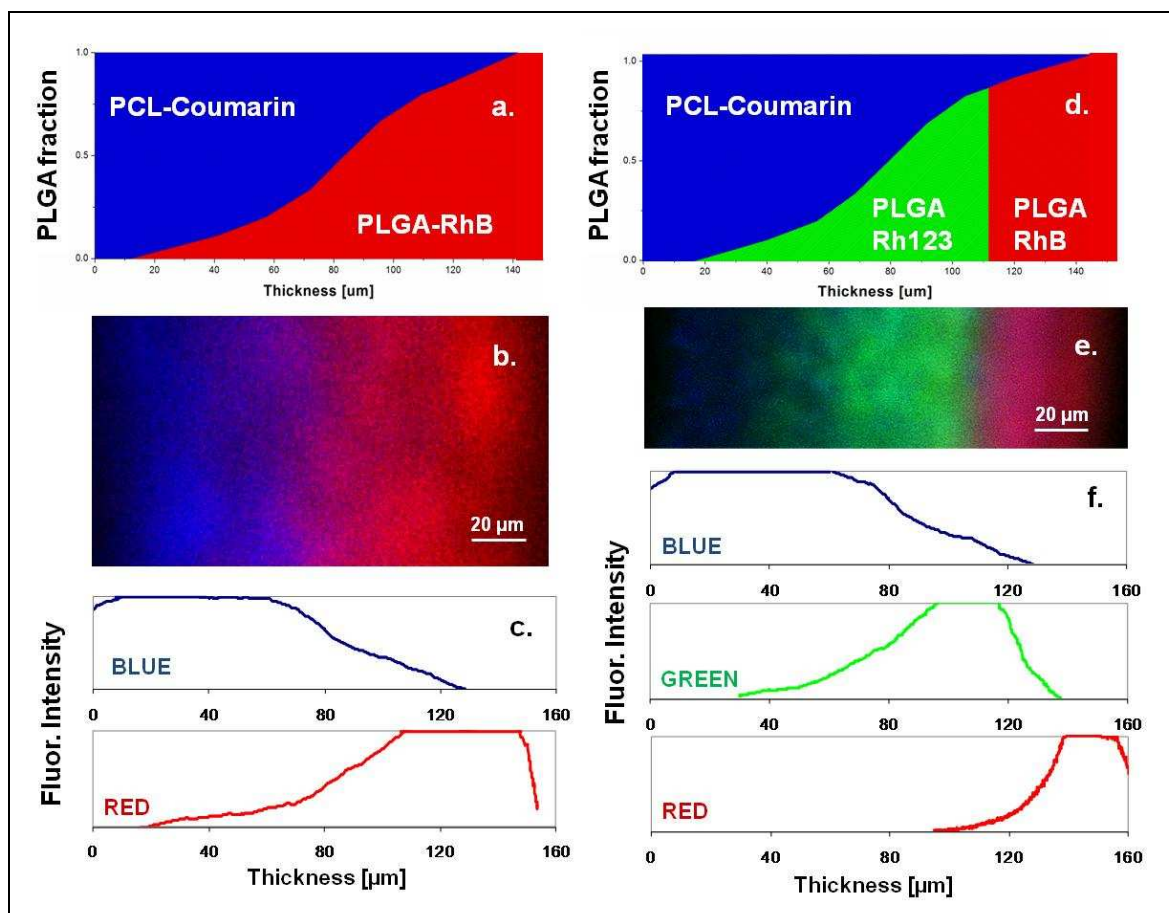 PLGA fraction
1.0
0.5
0.0
PCL-Coumarin
a.
PLGA-RhB
0 20 40 60 80 100 120 140
Thickness [um]
b.
20 µm
Fluor. Intensity
c.
BLUE
0 40 80 120 160
RED
0 40 80 120 160
Thickness [µm]
PLGA fraction
1.0
0.5
0.0
PCL-Coumarin
d.
PLGA
Rh123
PLGA
RhB
0 20 40 60 80 100 120 140
Thickness [um]
e.
20 µm
Fluor. Intensity
f.
BLUE
0 40 80 120 160
GREEN
0 40 80 120 160
RED
0 40 80 120 160
Thickness [µm]